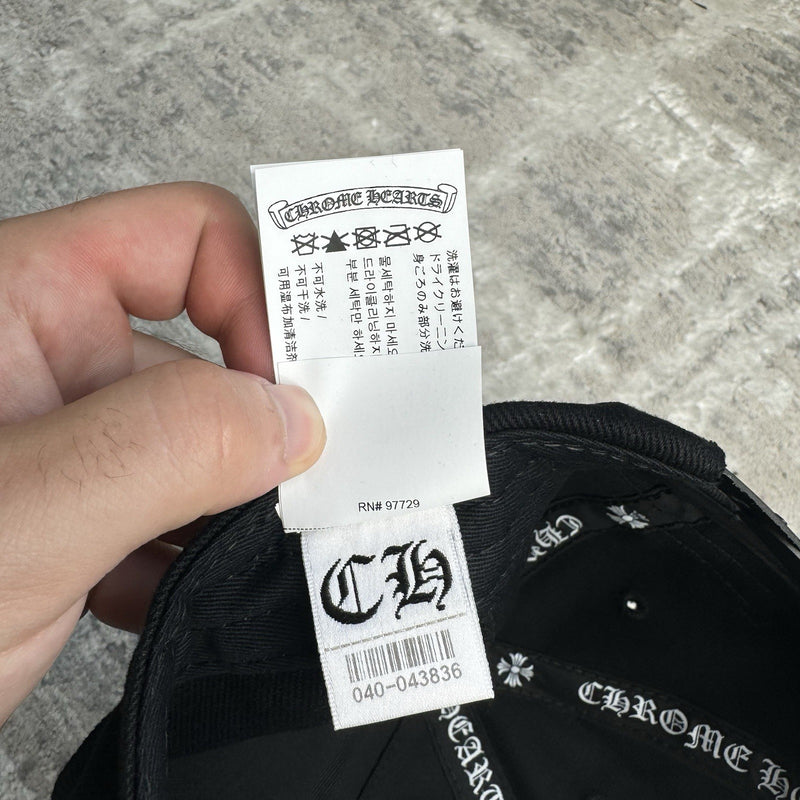 CHROME HEARTS
洗濯はお避けくだ
ドライクリーニン
身ごろのみ部分洗
물세탁하지 마세요
드라이클리닝하지
부분 세탁만 하세
不可水洗/
不可干洗/
可用湿布加清洁剂
RN# 97729
CH
040-043836
CH
CHROME H
HEART